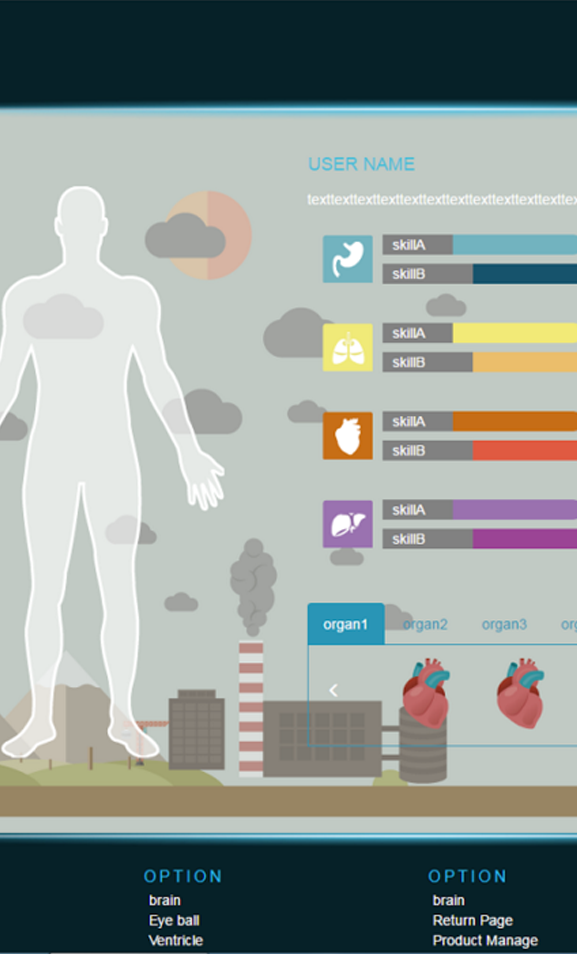 USER NAME
texttexttexttexttexttexttexttexttexttexttexttex
skillA
skillB
skillA
skillB
skillA
skillB
skillA
skillB
organ1 organ2 organ3 org
OPTION OPTION
brain brain
Eye ball Return Page
Ventricle Product Manage